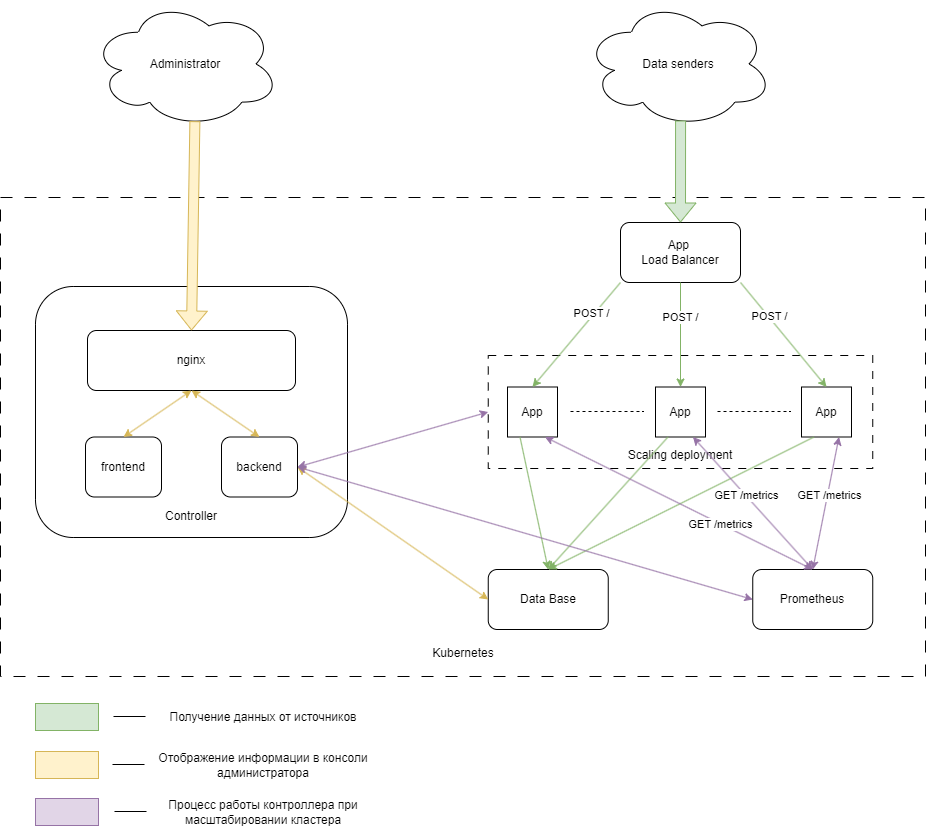 Administrator
Data senders
App
Load Balancer
POST /
POST /
POST /
nginx
App
App
App
Scaling deployment
frontend
backend
GET /metrics
GET /metrics
GET /metrics
Controller
Data Base
Prometheus
Kubernetes
Получение данных от источников
Отображение информации в консоли
администратора
Процесс работы контроллера при
масштабировании кластера